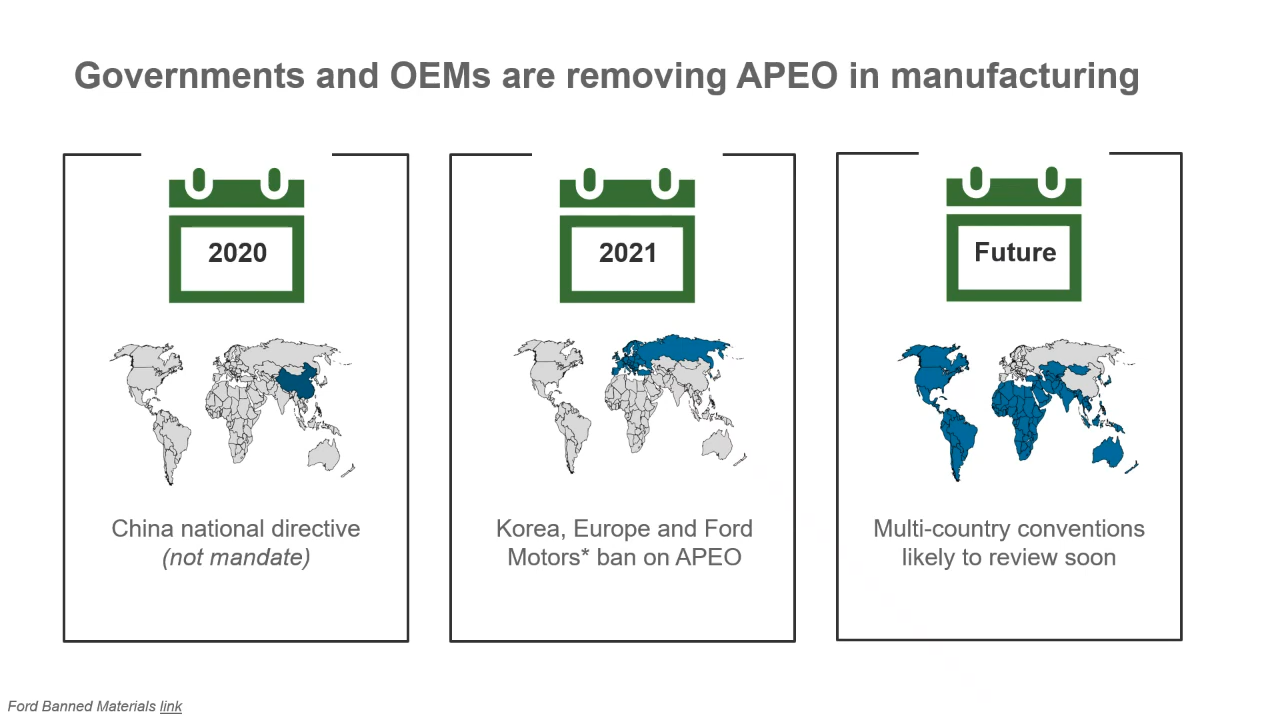 Governments and OEMs are removing APEO in manufacturing
2020
China national directive
(not mandate)
2021
Korea, Europe and Ford
Motors* ban on APEO
Future
Multi-country conventions
likely to review soon
Ford Banned Materials link